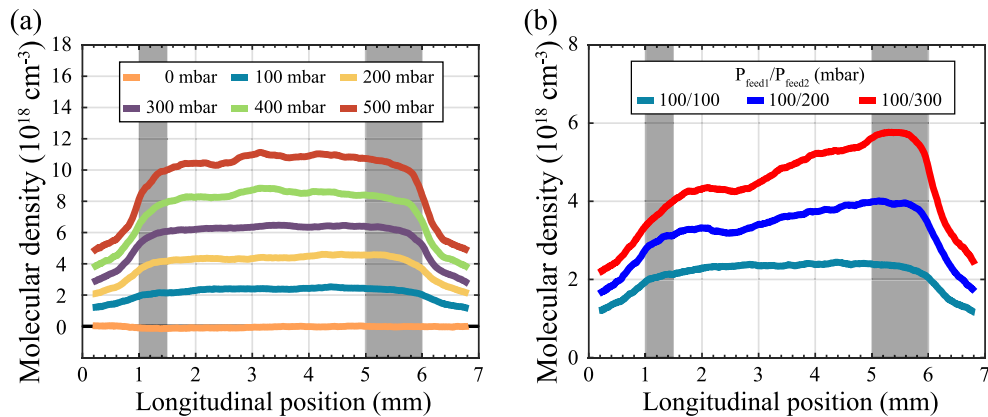 (a)
Molecular density (10¹⁸ cm⁻³)
18
16
14
12
10
8
6
4
2
0
0 mbar 100 mbar 200 mbar
300 mbar 400 mbar 500 mbar
0 1 2 3 4 5 6 7
Longitudinal position (mm)
(b)
Molecular density (10¹⁸ cm⁻³)
8
6
4
2
0
P_feed1/P_feed2 (mbar)
100/100 100/200 100/300
0 1 2 3 4 5 6 7
Longitudinal position (mm)